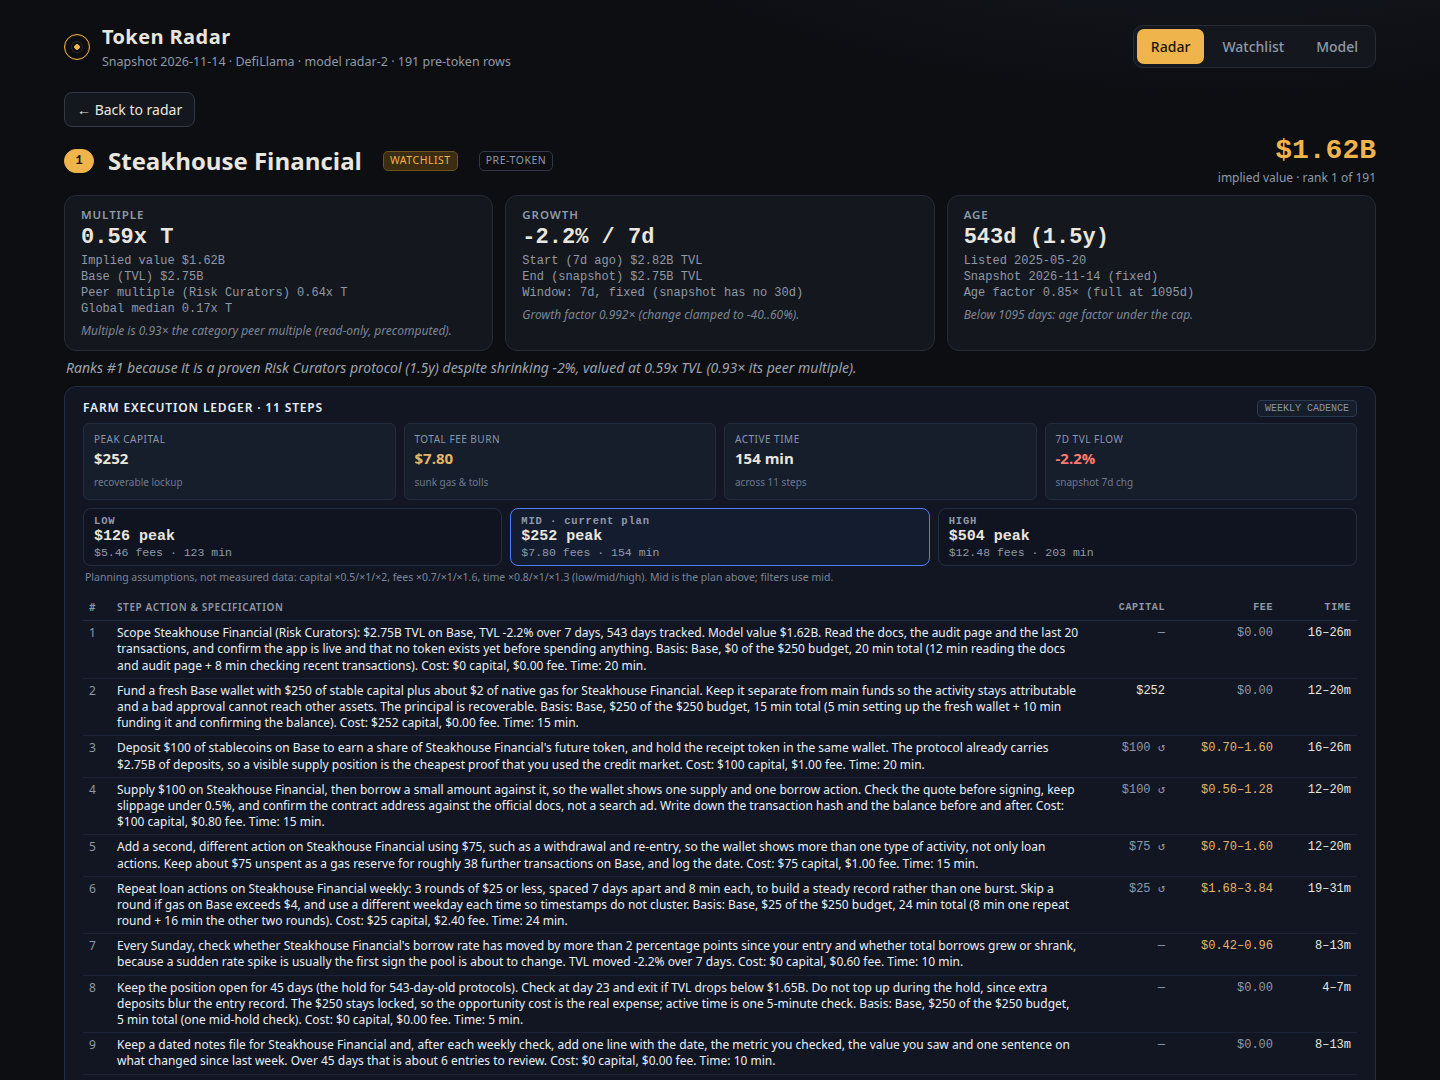 Token Radar
Snapshot 2026-11-14 · DefiLlama · model radar-2 · 191 pre-token rows
Radar
Watchlist
Model
← Back to radar
1
Steakhouse Financial
WATCHLIST
PRE-TOKEN
$1.62B
implied value · rank 1 of 191
MULTIPLE
0.59x T
Implied value $1.62B
Base (TVL) $2.75B
Peer multiple (Risk Curators) 0.64x T
Global median 0.17x T
Multiple is 0.93× the category peer multiple (read-only, precomputed).
GROWTH
-2.2% / 7d
Start (7d ago) $2.82B TVL
End (snapshot) $2.75B TVL
Window: 7d, fixed (snapshot has no 30d)
Growth factor 0.992× (change clamped to -40..60%).
AGE
543d (1.5y)
Listed 2025-05-20
Snapshot 2026-11-14 (fixed)
Age factor 0.85× (full at 1095d)
Below 1095 days: age factor under the cap.
Ranks #1 because it is a proven Risk Curators protocol (1.5y) despite shrinking -2%, valued at 0.59x TVL (0.93× its peer multiple).
FARM EXECUTION LEDGER · 11 STEPS
WEEKLY CADENCE
PEAK CAPITAL
$252
recoverable lockup
TOTAL FEE BURN
$7.80
sunk gas & tolls
ACTIVE TIME
154 min
across 11 steps
7D TVL FLOW
-2.2%
snapshot 7d chg
LOW
$126 peak
$5.46 fees · 123 min
MID · current plan
$252 peak
$7.80 fees · 154 min
HIGH
$504 peak
$12.48 fees · 203 min
Planning assumptions, not measured data: capital ×0.5/×1/×2, fees ×0.7/×1/×1.6, time ×0.8/×1/×1.3 (low/mid/high). Mid is the plan above; filters use mid.
# STEP ACTION & SPECIFICATION CAPITAL FEE TIME
1 Scope Steakhouse Financial (Risk Curators): $2.75B TVL on Base, TVL -2.2% over 7 days, 543 days tracked. Model value $1.62B. Read the docs, the audit page and the last 20 — $0.00 16–26m
transactions, and confirm the app is live and that no token exists yet before spending anything. Basis: Base, $0 of the $250 budget, 20 min total (12 min reading the docs
and audit page + 8 min checking recent transactions). Cost: $0 capital, $0.00 fee. Time: 20 min.
2 Fund a fresh Base wallet with $250 of stable capital plus about $2 of native gas for Steakhouse Financial. Keep it separate from main funds so the activity stays attributable $252 $0.00 12–20m
and a bad approval cannot reach other assets. The principal is recoverable. Basis: Base, $250 of the $250 budget, 15 min total (5 min setting up the fresh wallet + 10 min
funding it and confirming the balance). Cost: $252 capital, $0.00 fee. Time: 15 min.
3 Deposit $100 of stablecoins on Base to earn a share of Steakhouse Financial's future token, and hold the receipt token in the same wallet. The protocol already carries $100 ↺ $0.70–1.60 16–26m
$2.75B of deposits, so a visible supply position is the cheapest proof that you used the credit market. Cost: $100 capital, $1.00 fee. Time: 20 min.
4 Supply $100 on Steakhouse Financial, then borrow a small amount against it, so the wallet shows one supply and one borrow action. Check the quote before signing, keep $100 ↺ $0.56–1.28 12–20m
slippage under 0.5%, and confirm the contract address against the official docs, not a search ad. Write down the transaction hash and the balance before and after. Cost:
$100 capital, $0.80 fee. Time: 15 min.
5 Add a second, different action on Steakhouse Financial using $75, such as a withdrawal and re-entry, so the wallet shows more than one type of activity, not only loan $75 ↺ $0.70–1.60 12–20m
actions. Keep about $75 unspent as a gas reserve for roughly 38 further transactions on Base, and log the date. Cost: $75 capital, $1.00 fee. Time: 15 min.
6 Repeat loan actions on Steakhouse Financial weekly: 3 rounds of $25 or less, spaced 7 days apart and 8 min each, to build a steady record rather than one burst. Skip a $25 ↺ $1.68–3.84 19–31m
round if gas on Base exceeds $4, and use a different weekday each time so timestamps do not cluster. Basis: Base, $25 of the $250 budget, 24 min total (8 min one repeat
round + 16 min the other two rounds). Cost: $25 capital, $2.40 fee. Time: 24 min.
7 Every Sunday, check whether Steakhouse Financial's borrow rate has moved by more than 2 percentage points since your entry and whether total borrows grew or shrank, — $0.42–0.96 8–13m
because a sudden rate spike is usually the first sign the pool is about to change. TVL moved -2.2% over 7 days. Cost: $0 capital, $0.60 fee. Time: 10 min.
8 Keep the position open for 45 days (the hold for 543-day-old protocols). Check at day 23 and exit if TVL drops below $1.65B. Do not top up during the hold, since extra — $0.00 4–7m
deposits blur the entry record. The $250 stays locked, so the opportunity cost is the real expense; active time is one 5-minute check. Basis: Base, $250 of the $250 budget,
5 min total (one mid-hold check). Cost: $0 capital, $0.00 fee. Time: 5 min.
9 Keep a dated notes file for Steakhouse Financial and, after each weekly check, add one line with the date, the metric you checked, the value you saw and one sentence on — $0.00 8–13m
what changed since last week. Over 45 days that is about 6 entries to review. Cost: $0 capital, $0.00 fee. Time: 10 min.